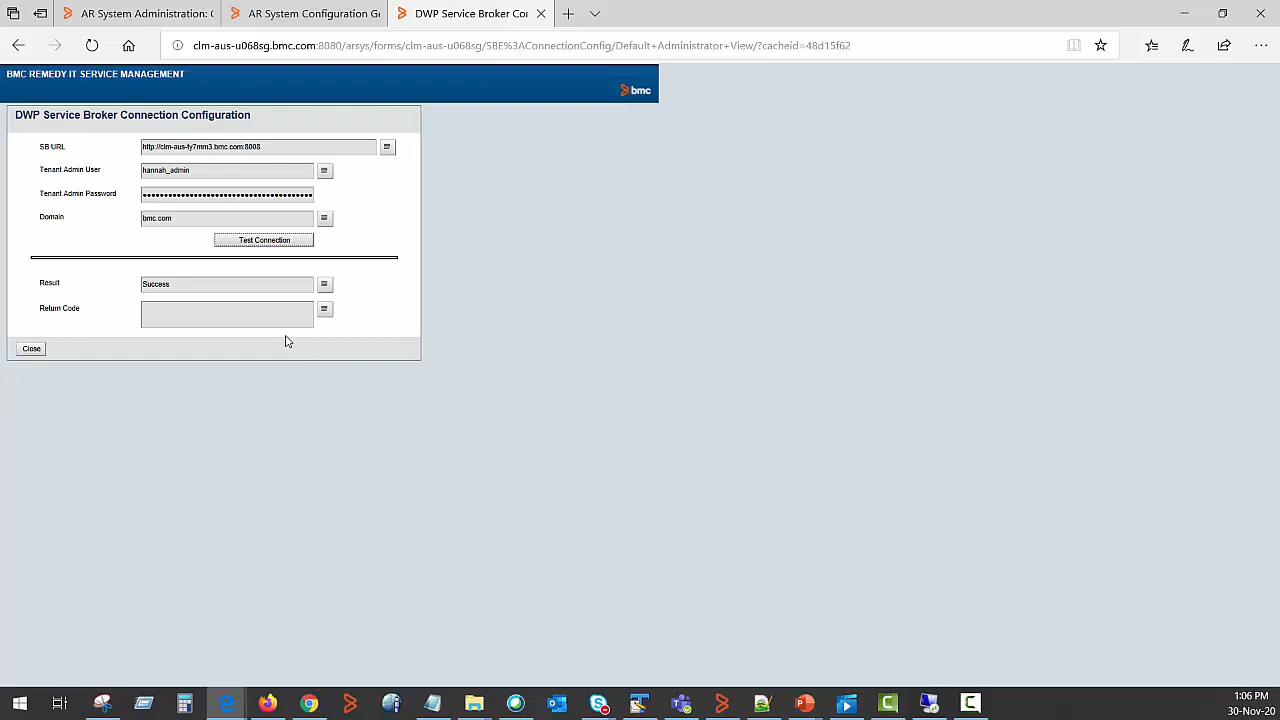 AR System Administration: C
AR System Configuration Ge
DWP Service Broker Cor
clm-aus-u068sg.bmc.com:8080/arsys/forms/clm-aus-u068sg/SBE%3AConnectionConfig/Default+Administrator+View/?cacheid=48d15f62
BMC REMEDY IT SERVICE MANAGEMENT
bmc
DWP Service Broker Connection Configuration
SB URL
http://clm-aus-ty7mm3.bmc.com:8008
Tenant Admin User
hannah_admin
Tenant Admin Password
Domain
bmc.com
Test Connection
Result
Success
Return Code
Close
1:06 PM
30-Nov-20